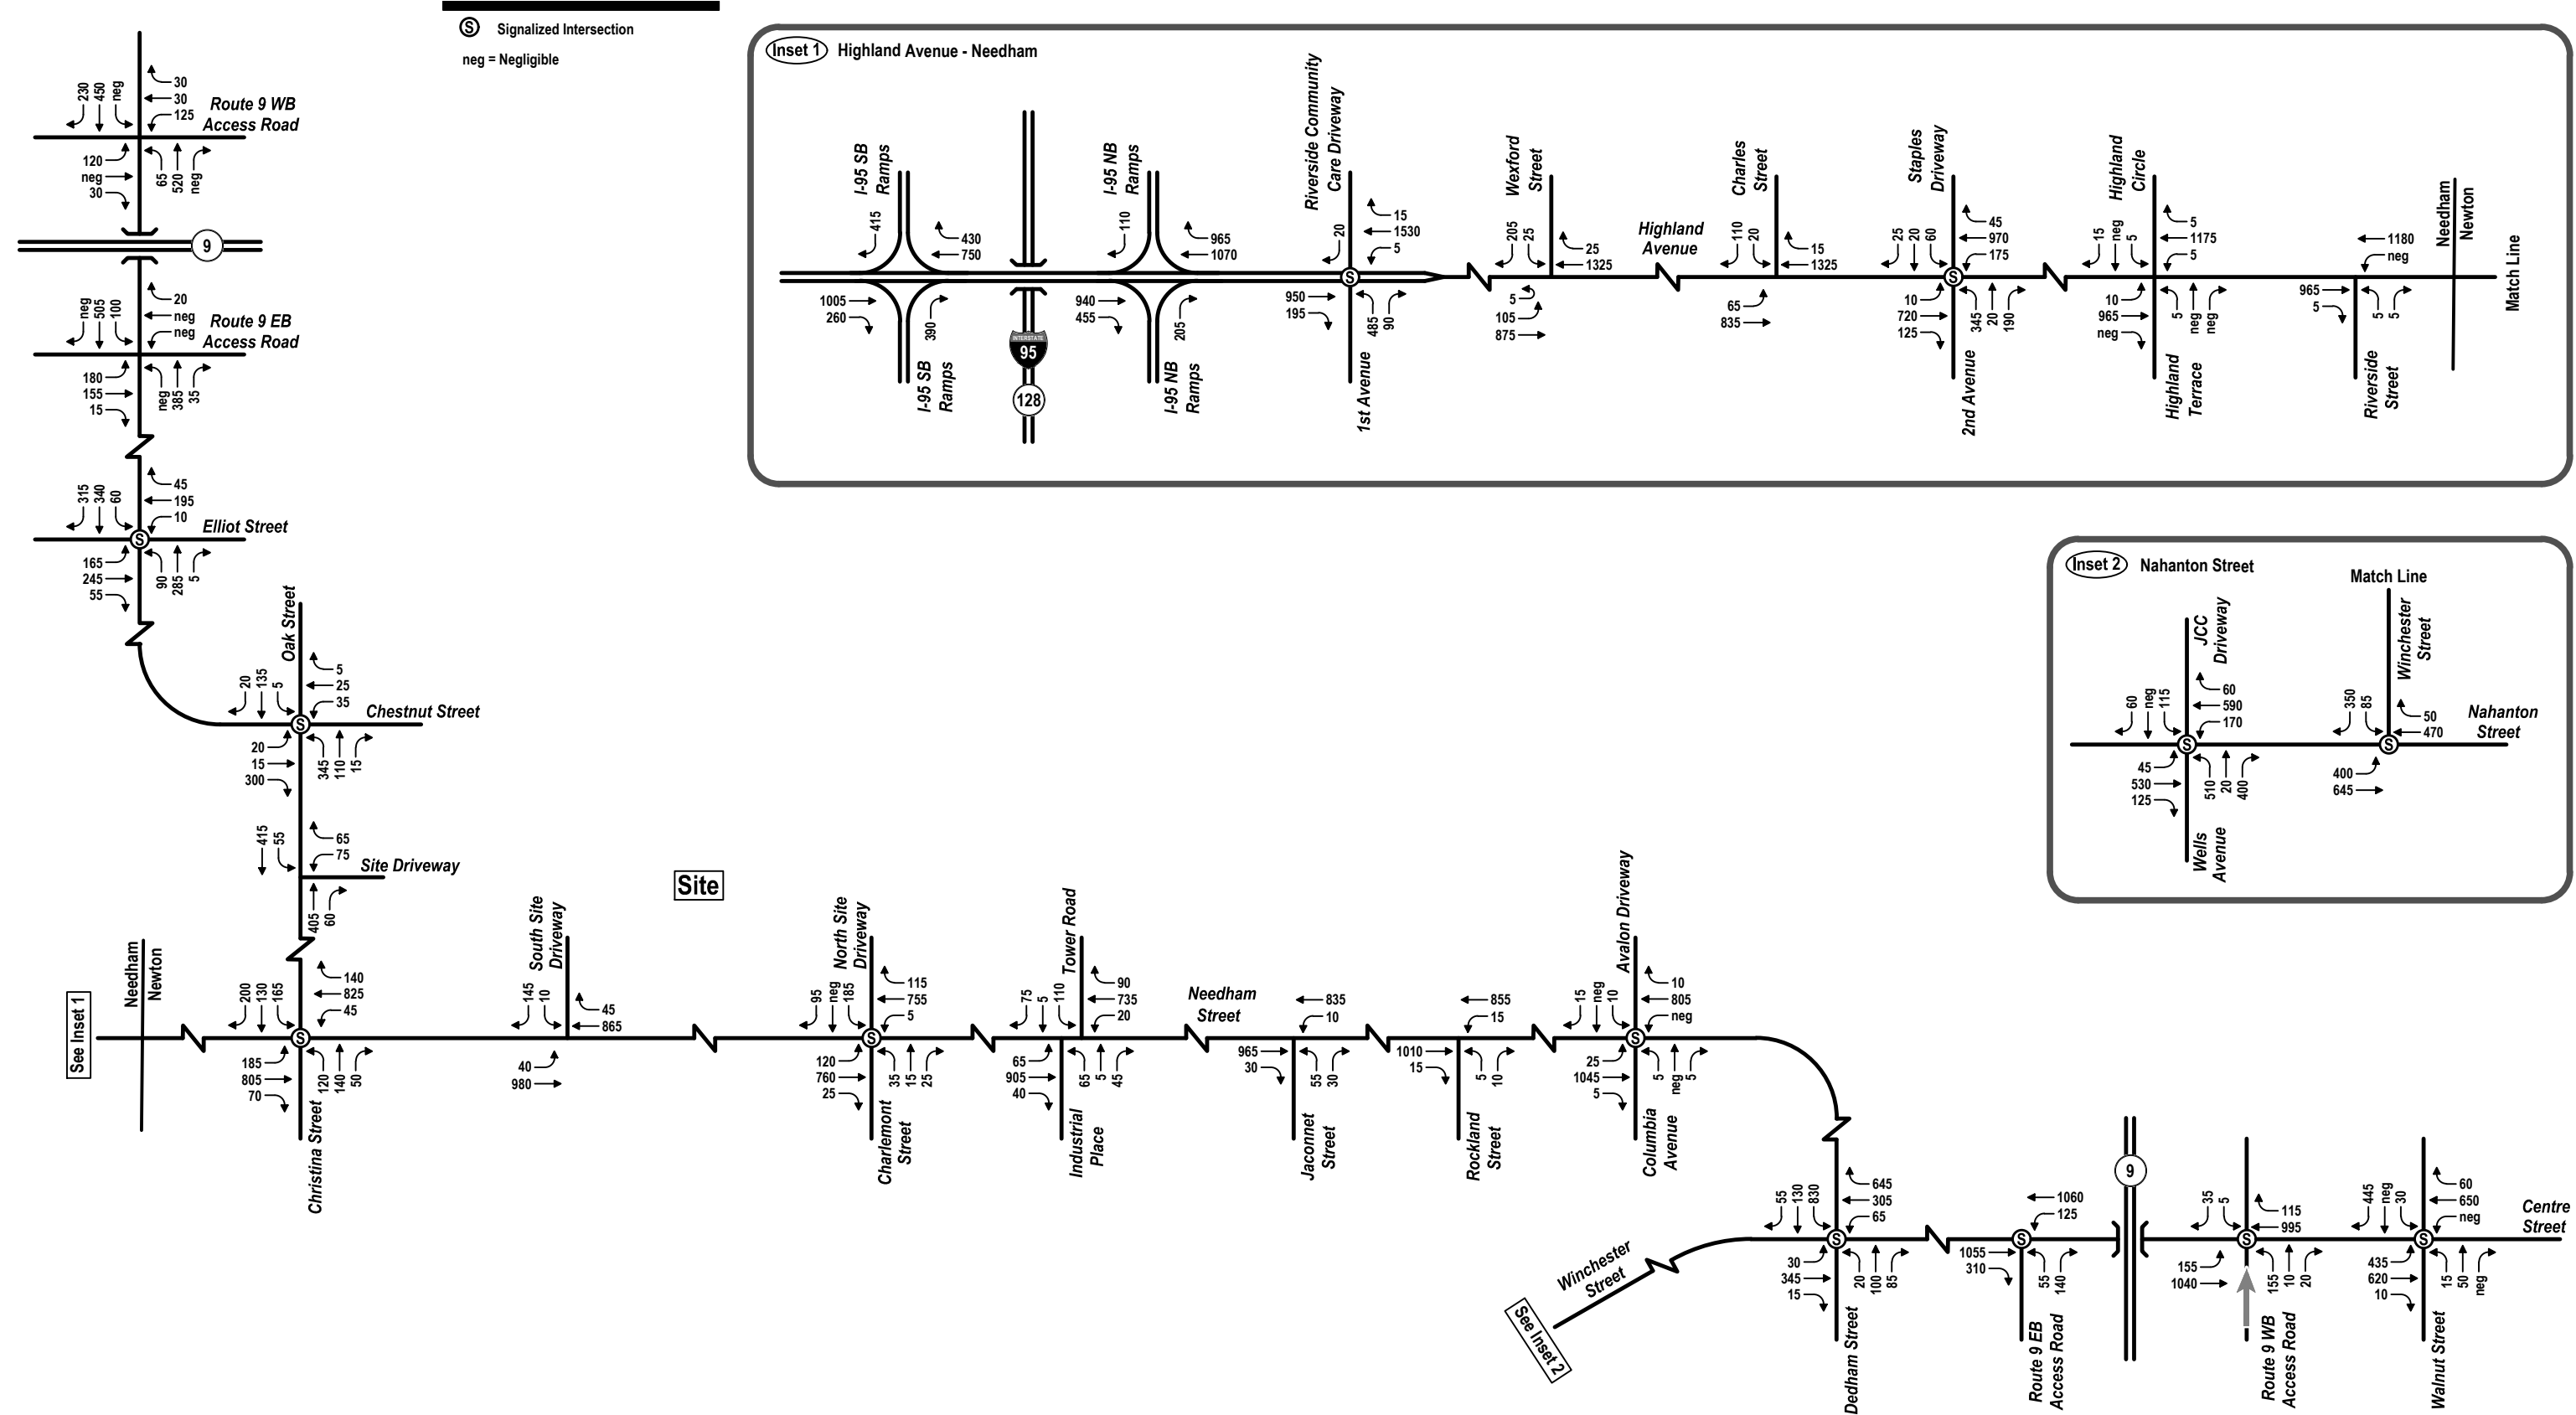 S Signalized Intersection
neg = Negligible
230
450
neg
30
30
125
Route 9 WB
Access Road
120
neg
30
65
520
neg
9
neg
505
100
20
neg
neg
Route 9 EB
Access Road
180
155
15
neg
385
35
315
340
60
45
195
10
Elliot Street
S
165
245
55
90
285
5
Oak Street
20
135
5
5
25
35
Chestnut Street
S
20
15
300
345
110
15
415
55
65
75
Site Driveway
405
60
Inset 1 Highland Avenue - Needham
I-95 SB
Ramps
415
430
750
1005
260
390
I-95 SB
Ramps
INTERSTATE
95
128
I-95 NB
Ramps
110
965
1070
940
455
205
I-95 NB
Ramps
Riverside Community
Care Driveway
20
15
1530
5
S
950
195
485
90
1st Avenue
Wexford
Street
205
25
25
1325
5
105
875
Highland
Avenue
Charles
Street
110
20
15
1325
65
835
Staples
Driveway
25
20
60
45
970
175
S
10
720
125
345
20
190
2nd Avenue
Highland
Circle
15
neg
5
5
1175
5
10
965
neg
5
neg
neg
Highland
Terrace
1180
neg
965
5
5
5
Riverside
Street
Needham
Newton
Match Line
Inset 2 Nahanton Street
Match Line
JCC
Driveway
60
neg
115
60
590
170
S
45
530
125
510
20
400
Wells
Avenue
Winchester
Street
350
85
50
470
S
400
645
Nahanton
Street
Site
See Inset 1
Needham
Newton
200
130
165
140
825
45
S
185
805
70
120
140
50
Christina Street
South Site
Driveway
145
10
45
865
40
980
North Site
Driveway
95
neg
185
115
755
5
S
120
760
25
35
15
25
Charlemont
Street
Tower Road
75
5
110
90
735
20
65
905
40
65
5
45
Industrial
Place
Needham
Street
835
10
965
30
55
30
Jaconnet
Street
855
15
1010
15
5
10
Rockland
Street
Avalon Driveway
15
neg
10
10
805
neg
S
25
1045
5
5
neg
5
Columbia
Avenue
Winchester
Street
See Inset 2
55
130
830
645
305
65
S
30
345
15
20
100
85
Dedham Street
1060
125
S
1055
310
55
140
Route 9 EB
Access Road
9
35
5
115
995
S
155
1040
155
10
20
Route 9 WB
Access Road
445
neg
30
60
650
neg
S
435
620
10
15
50
neg
Walnut Street
Centre
Street